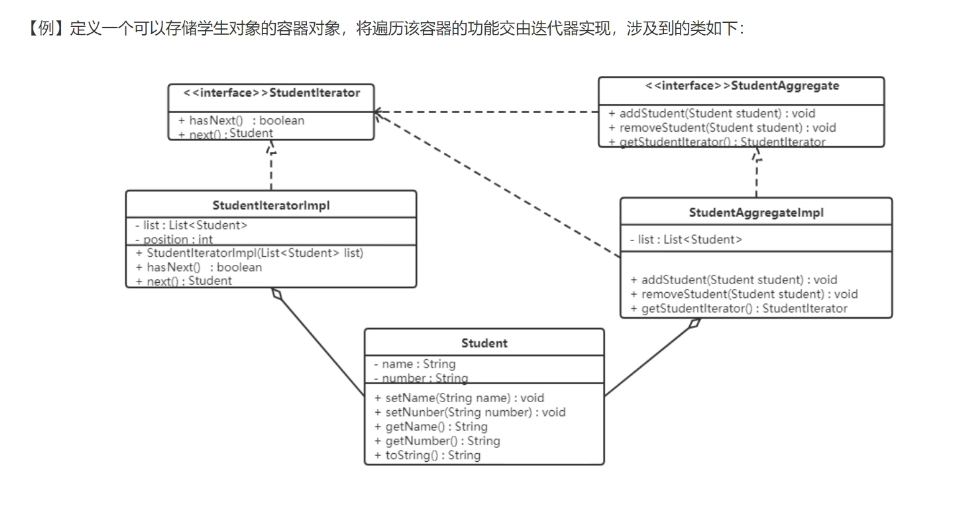 【例】定义一个可以存储学生对象的容器对象，将遍历该容器的功能交由迭代器实现，涉及到的类如下：
<<interface>>StudentIterator
+ hasNext() : boolean
+ next() : Student
<<interface>>StudentAggregate
+ addStudent(Student student) : void
+ removeStudent(Student student) : void
+ getStudentIterator() : StudentIterator
StudentIteratorImpl
- list : List<Student>
- position : int
+ StudentIteratorImpl(List<Student> list)
+ hasNext() : boolean
+ next() : Student
StudentAggregateImpl
- list : List<Student>
+ addStudent(Student student) : void
+ removeStudent(Student student) : void
+ getStudentIterator() : StudentIterator
Student
- name : String
- number : String
+ setName(String name) : void
+ setNunber(String number) : void
+ getName() : String
+ getNumber() : String
+ toString() : String